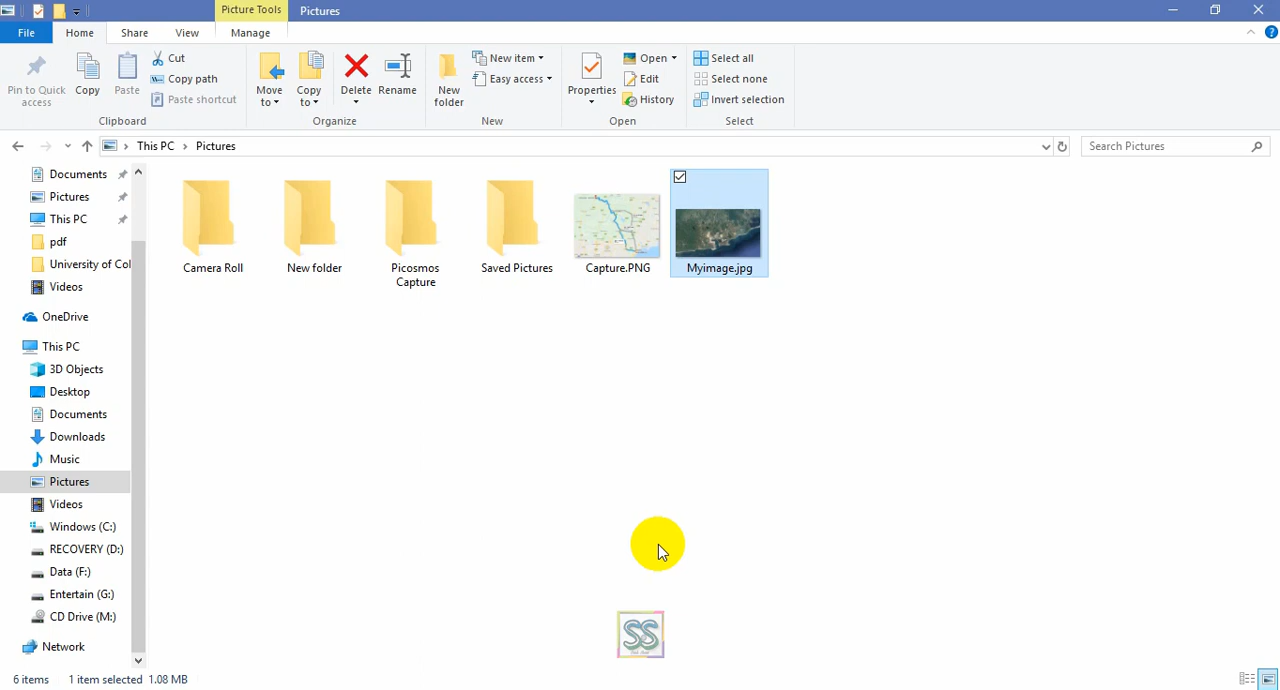 Picture Tools
Pictures
File
Home
Share
View
Manage
Pin to Quick access
Copy
Paste
Cut
Copy path
Paste shortcut
Clipboard
Move to
Copy to
Delete
Rename
Organize
New folder
New item
Easy access
New
Properties
Open
Edit
History
Open
Select all
Select none
Invert selection
Select
This PC > Pictures
Search Pictures
Documents
Pictures
This PC
pdf
University of Col
Videos
OneDrive
This PC
3D Objects
Desktop
Documents
Downloads
Music
Pictures
Videos
Windows (C:)
RECOVERY (D:)
Data (F:)
Entertain (G:)
CD Drive (M:)
Network
Camera Roll
New folder
Picosmos Capture
Saved Pictures
Capture.PNG
Myimage.jpg
SS
6 items
1 item selected 1.08 MB